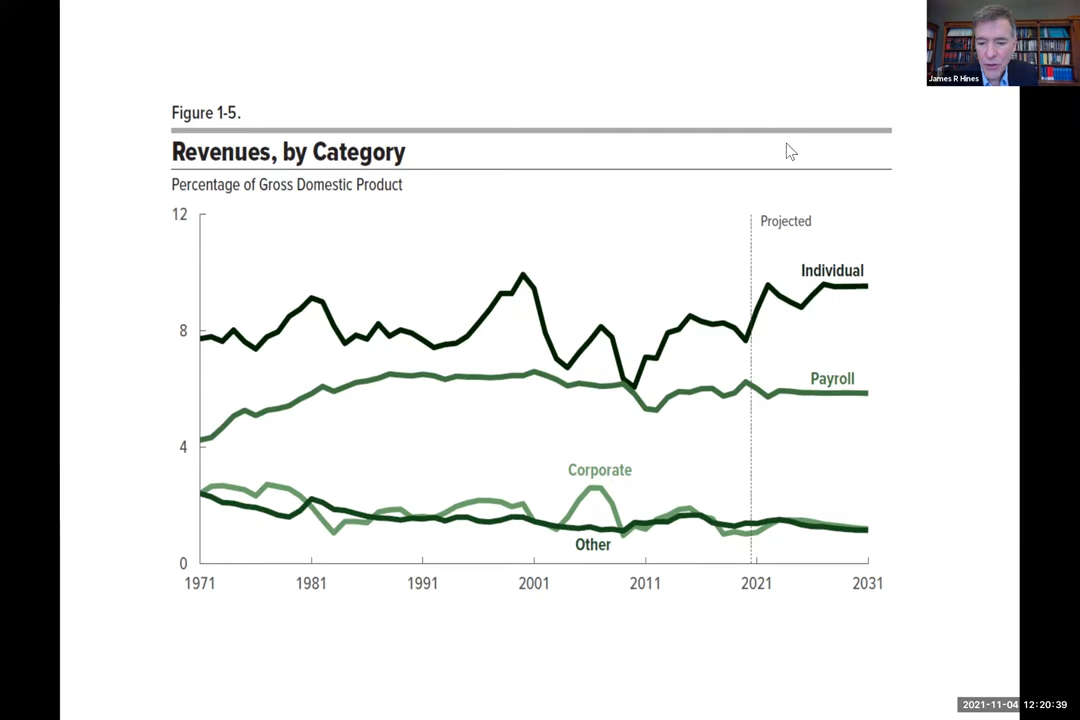 James R Hines
Figure 1-5.
Revenues, by Category
Percentage of Gross Domestic Product
12
Projected
Individual
8
Payroll
4
Corporate
Other
0
1971 1981 1991 2001 2011 2021 2031
2021-11-04 12:20:39